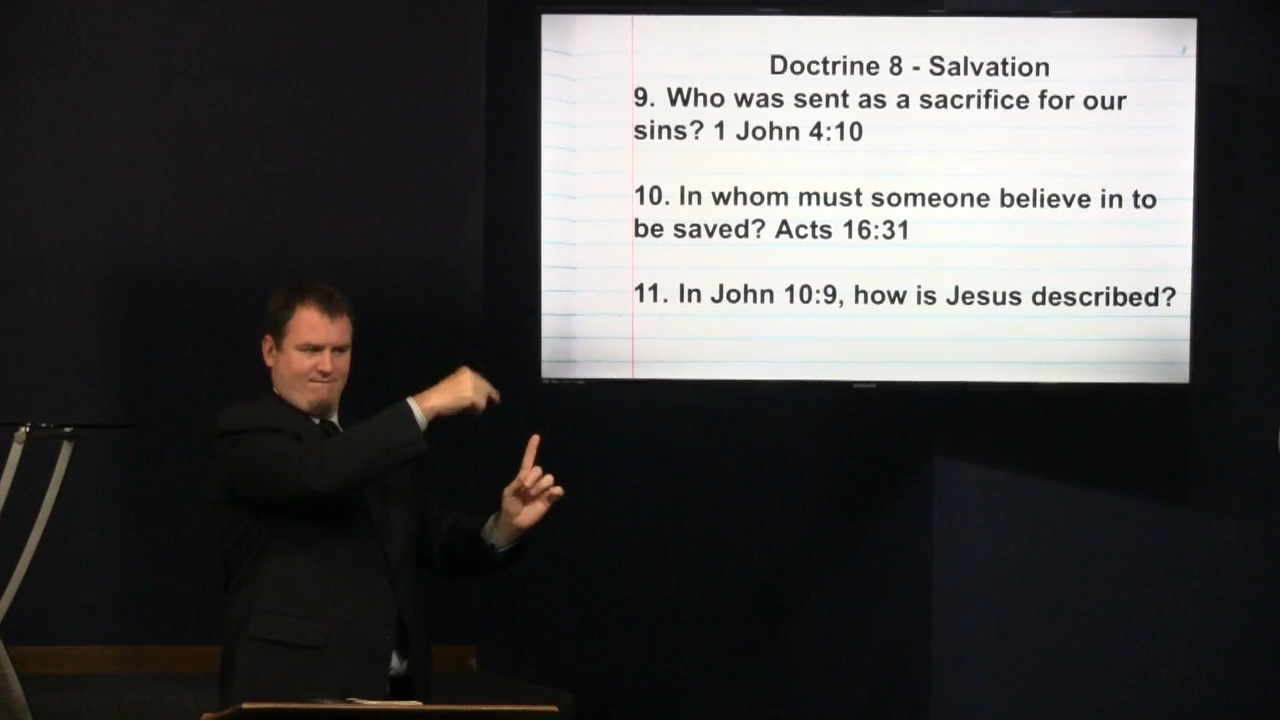 Doctrine 8 - Salvation
9. Who was sent as a sacrifice for our
sins? 1 John 4:10
10. In whom must someone believe in to
be saved? Acts 16:31
11. In John 10:9, how is Jesus described?